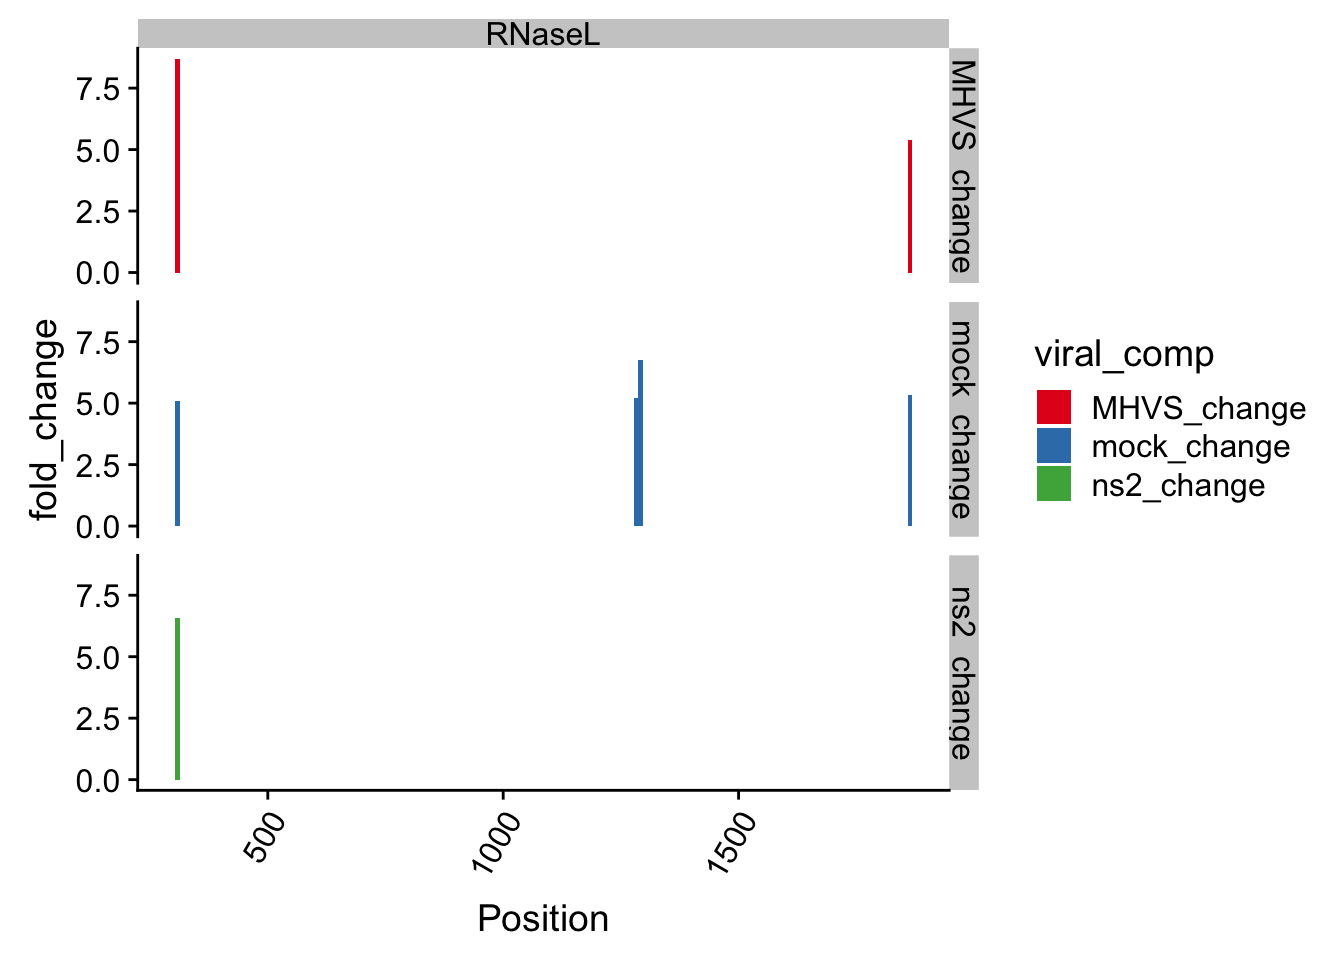 RNaseL
7.5
5.0
2.5
0.0
MHVS_change
7.5
5.0
2.5
0.0
mock_change
7.5
5.0
2.5
0.0
ns2_change
fold_change
500
1000
1500
Position
viral_comp
MHVS_change
mock_change
ns2_change